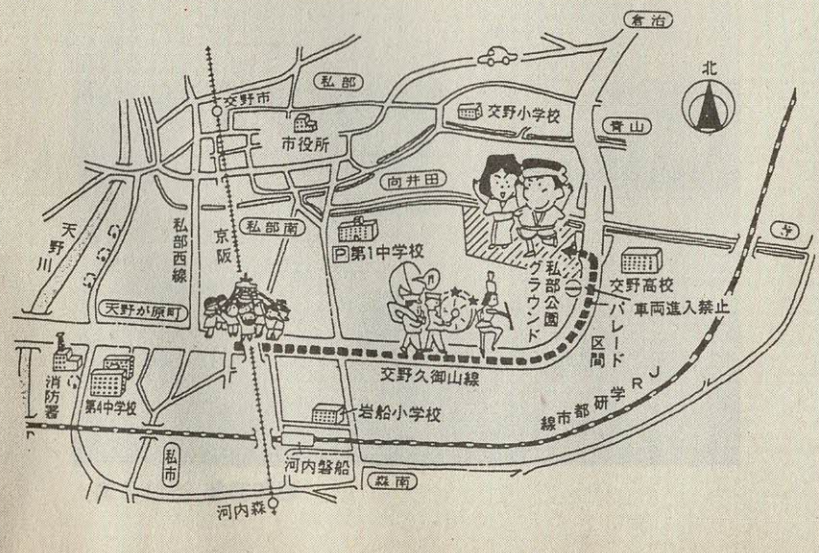 倉治
北
私部
交野市
交野小学校
青山
市役所
向井田
天野川
私部西線
京阪
私部南
P第1中学校
私部公園
グラウンド
交野高校
寺
車両進入禁止
パレード
区間
天野が原町
交野久御山線
消防署
第4中学校
岩船小学校
JR学研都市線
私市
河内磐船
森南
河内森